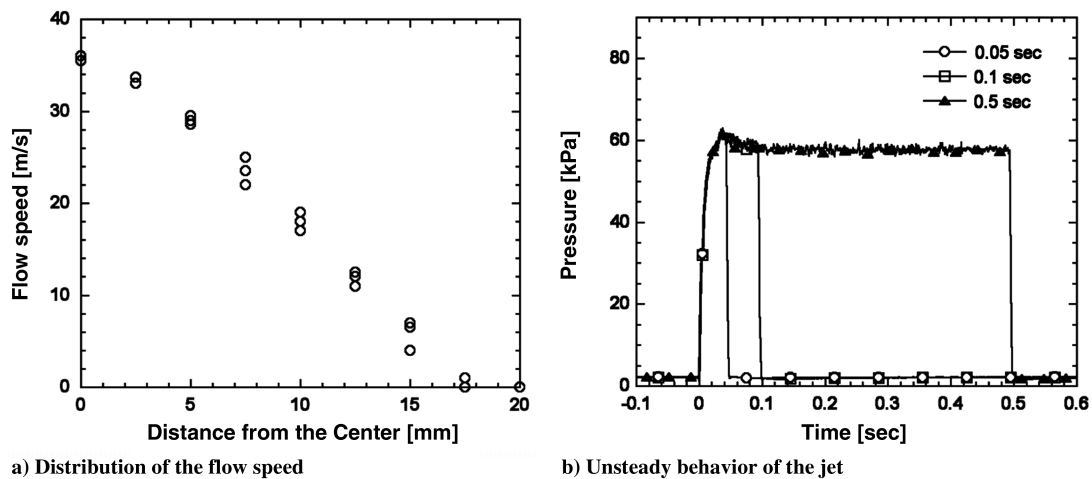 40
30
20
10
0
0 5 10 15 20
Flow speed [m/s]
Distance from the Center [mm]
a) Distribution of the flow speed
80
60
40
20
0
-0.1 0 0.1 0.2 0.3 0.4 0.5 0.6
Pressure [kPa]
Time [sec]
0.05 sec
0.1 sec
0.5 sec
b) Unsteady behavior of the jet